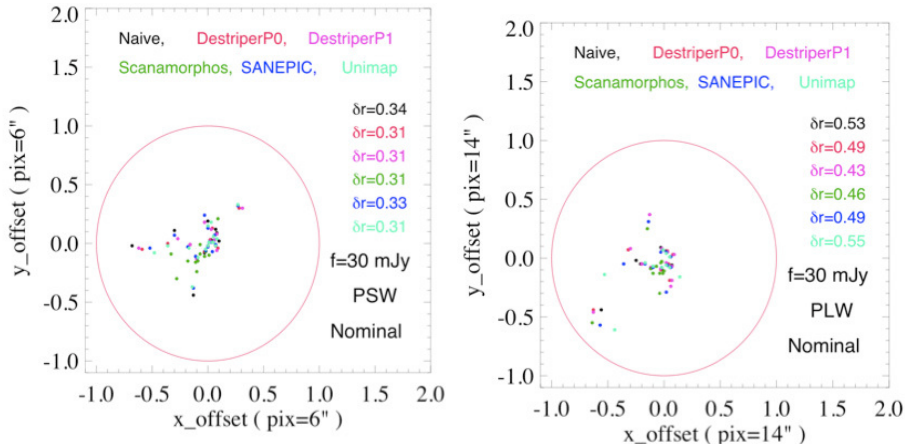 2.0
Naive, DestriperP0, DestriperP1
1.5
Scanamorphos, SANEPIC, Unimap
δr=0.34
1.0
δr=0.31
δr=0.31
δr=0.31
0.5
δr=0.33
δr=0.31
0.0
f=30 mJy
-0.5
PSW
Nominal
-1.0
-1.0 -0.5 0.0 0.5 1.0 1.5 2.0
x_offset ( pix=6" )
y_offset ( pix=6" )
2.0
Naive, DestriperP0, DestriperP1
1.5
Scanamorphos, SANEPIC, Unimap
δr=0.53
1.0
δr=0.49
δr=0.43
δr=0.46
0.5
δr=0.49
δr=0.55
0.0
f=30 mJy
-0.5
PLW
Nominal
-1.0
-1.0 -0.5 0.0 0.5 1.0 1.5 2.0
x_offset ( pix=14" )
y_offset ( pix=14" )